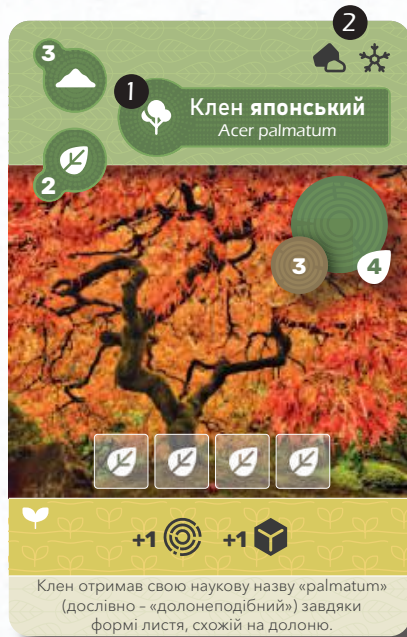 2
3
1
Клен японський
Acer palmatum
2
3
4
+1 +1
Клен отримав свою наукову назву «palmatum»
(дослівно – «долонеподібний») завдяки
формі листя, схожій на долоню.